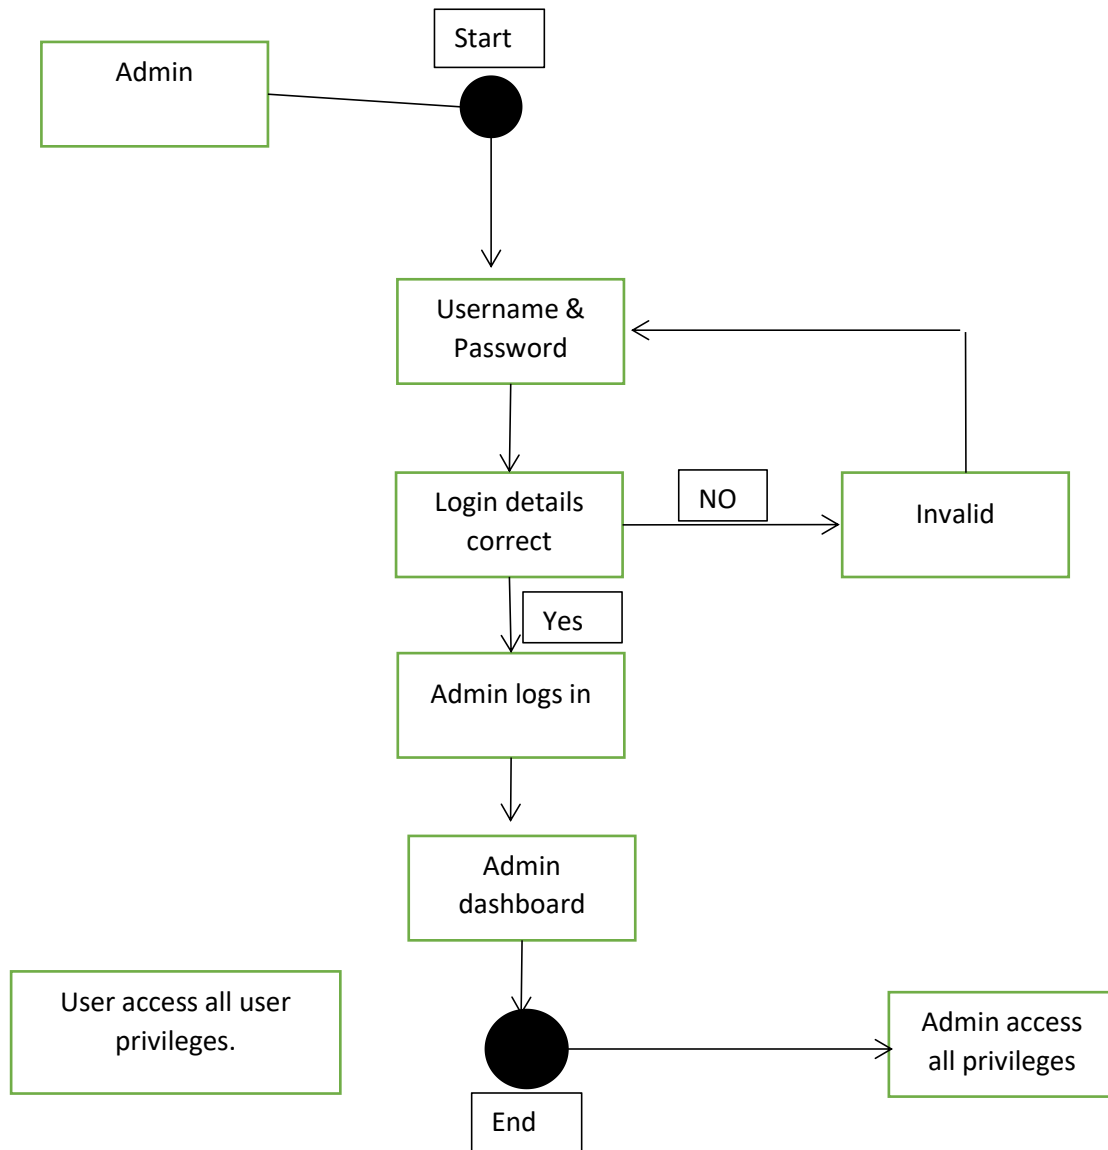 Start
Admin
Username &
Password
Login details
correct
NO
Invalid
Yes
Admin logs in
Admin
dashboard
User access all user
privileges.
Admin access
all privileges
End